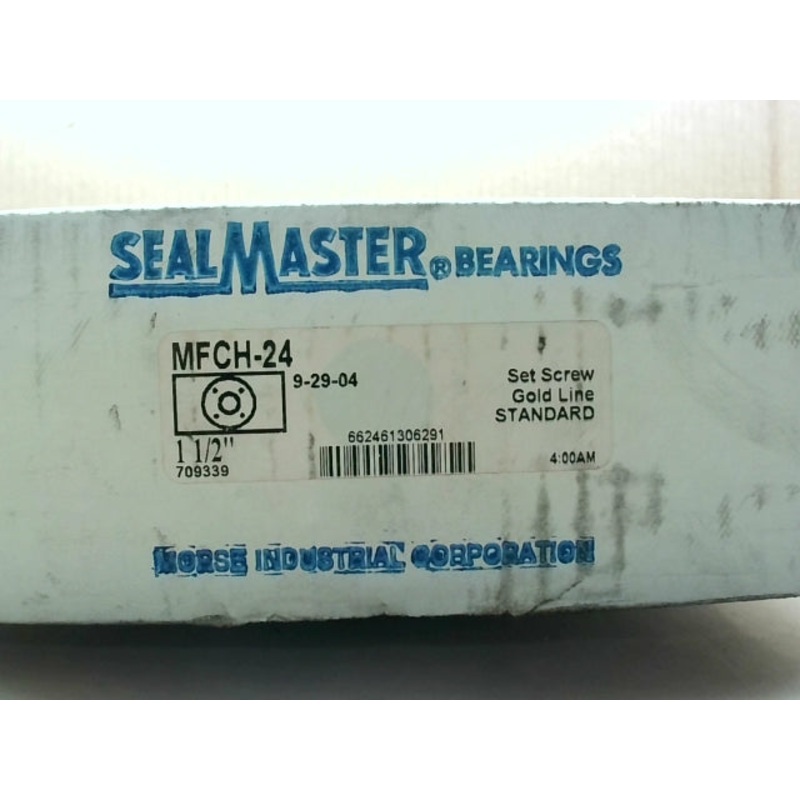 SEALMASTER® BEARINGS
MFCH-24
9-29-04
Set Screw
Gold Line
STANDARD
1 1/2"
709339
662461306291
4:00AM
MORSE INDUSTRIAL CORPORATION